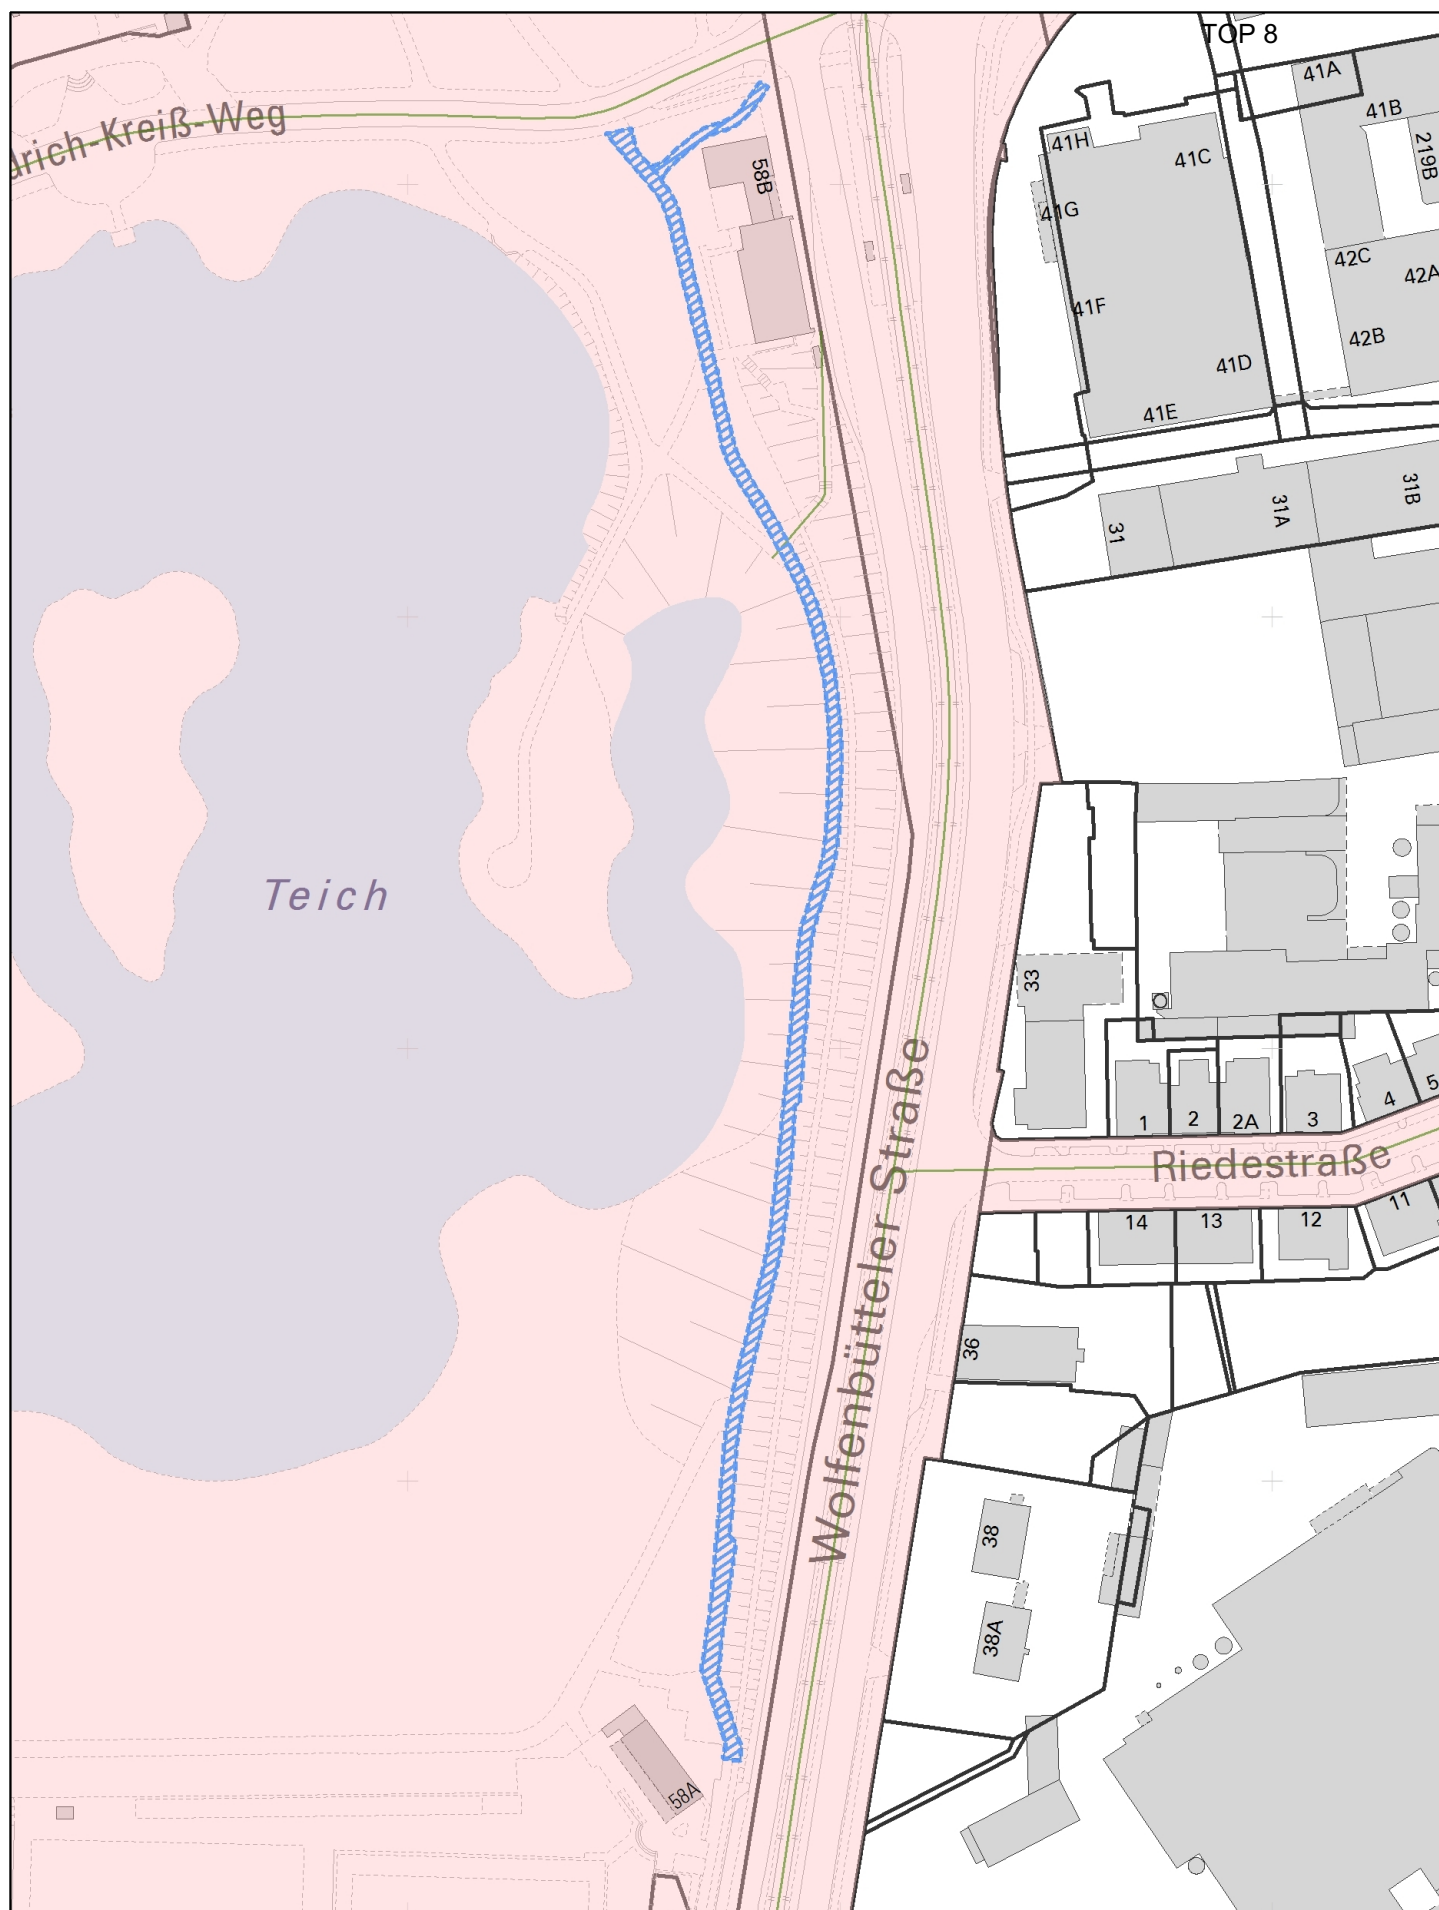 TOP 8
41A
41B
drich-Kreiß-Weg
41H
41C
219B
58B
41G
42C
42A
41F
42B
41D
41E
31
31A
31B
Teich
33
1
2
2A
3
4
5
Riedestraße
Wolfenbütteler Straße
14
13
12
11
36
38
38A
58A